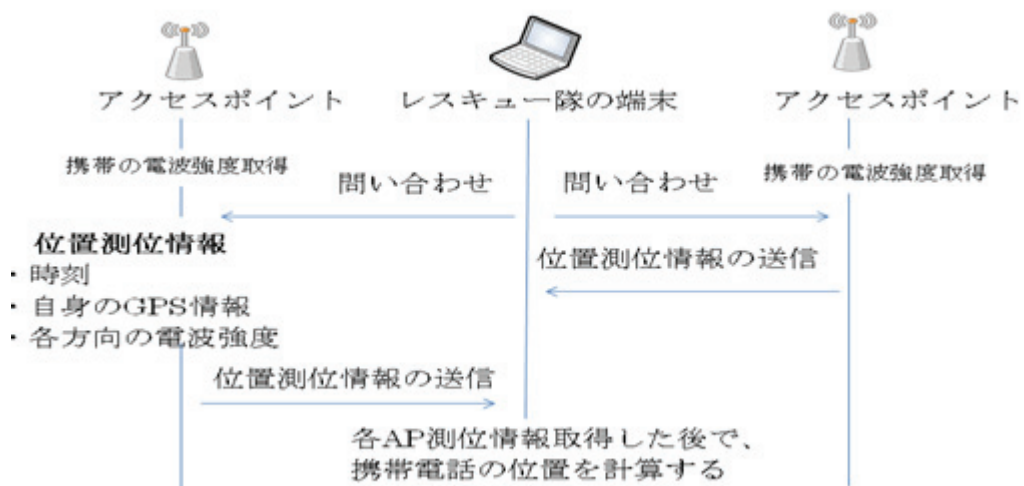 アクセスポイント
レスキュー隊の端末
アクセスポイント
携帯の電波強度取得
問い合わせ
問い合わせ
携帯の電波強度取得
位置測位情報
・時刻
・自身のGPS情報
・各方向の電波強度
位置測位情報の送信
位置測位情報の送信
各AP測位情報取得した後で、
携帯電話の位置を計算する